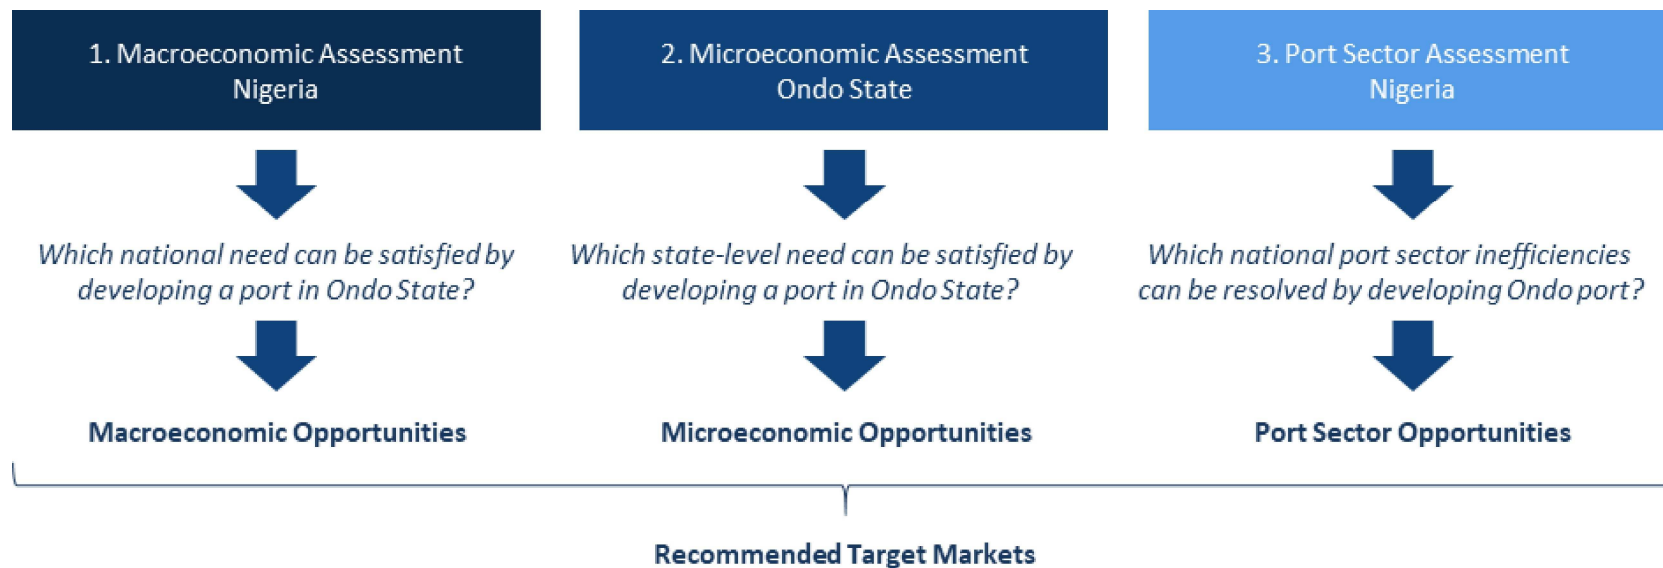 1. Macroeconomic Assessment
Nigeria
2. Microeconomic Assessment
Ondo State
3. Port Sector Assessment
Nigeria
Which national need can be satisfied by
developing a port in Ondo State?
Which state-level need can be satisfied by
developing a port in Ondo State?
Which national port sector inefficiencies
can be resolved by developing Ondo port?
Macroeconomic Opportunities
Microeconomic Opportunities
Port Sector Opportunities
Recommended Target Markets